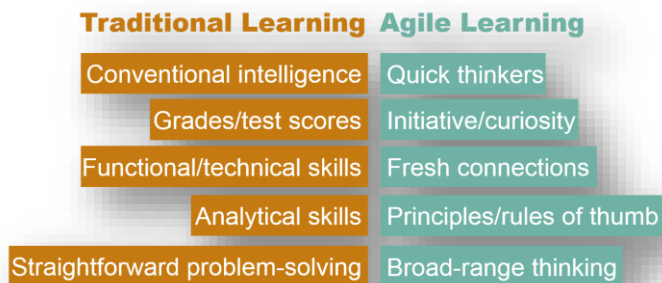 Traditional Learning Agile Learning
Conventional intelligence Quick thinkers
Grades/test scores Initiative/curiosity
Functional/technical skills Fresh connections
Analytical skills Principles/rules of thumb
Straightforward problem-solving Broad-range thinking